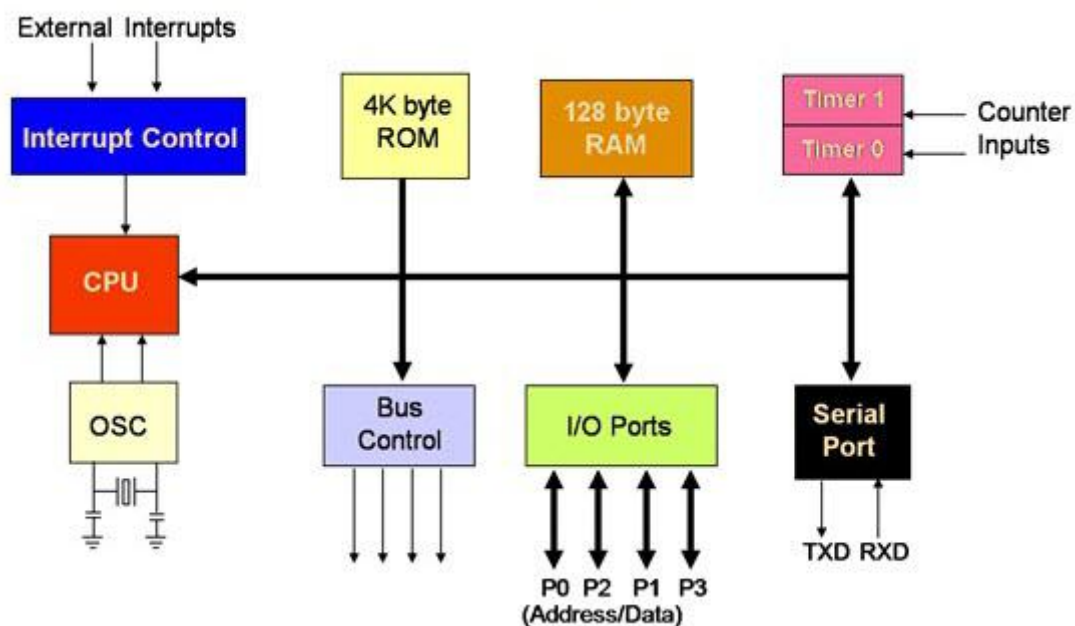 External Interrupts
Interrupt Control
4K byte
ROM
128 byte
RAM
Timer 1
Timer 0
Counter
Inputs
CPU
OSC
Bus
Control
I/O Ports
Serial
Port
TXD RXD
P0 P2 P1 P3
(Address/Data)